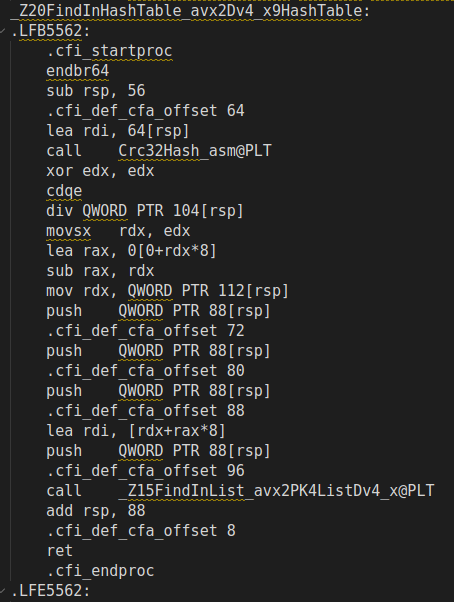 _Z20FindInHashTable_avx2Dv4_x9HashTable:
.LFB5562:
.cfi_startproc
endbr64
sub rsp, 56
.cfi_def_cfa_offset 64
lea rdi, 64[rsp]
call Crc32Hash_asm@PLT
xor edx, edx
cdqe
div QWORD PTR 104[rsp]
movsx rdx, edx
lea rax, 0[0+rdx*8]
sub rax, rdx
mov rdx, QWORD PTR 112[rsp]
push QWORD PTR 88[rsp]
.cfi_def_cfa_offset 72
push QWORD PTR 88[rsp]
.cfi_def_cfa_offset 80
push QWORD PTR 88[rsp]
.cfi_def_cfa_offset 88
lea rdi, [rdx+rax*8]
push QWORD PTR 88[rsp]
.cfi_def_cfa_offset 96
call _Z15FindInList_avx2PK4ListDv4_x@PLT
add rsp, 88
.cfi_def_cfa_offset 8
ret
.cfi_endproc
.LFE5562: